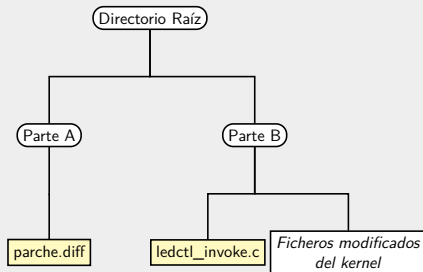 Directorio Raíz
Parte A
Parte B
parche.diff
ledctl_invoke.c
Ficheros modificados
del kernel